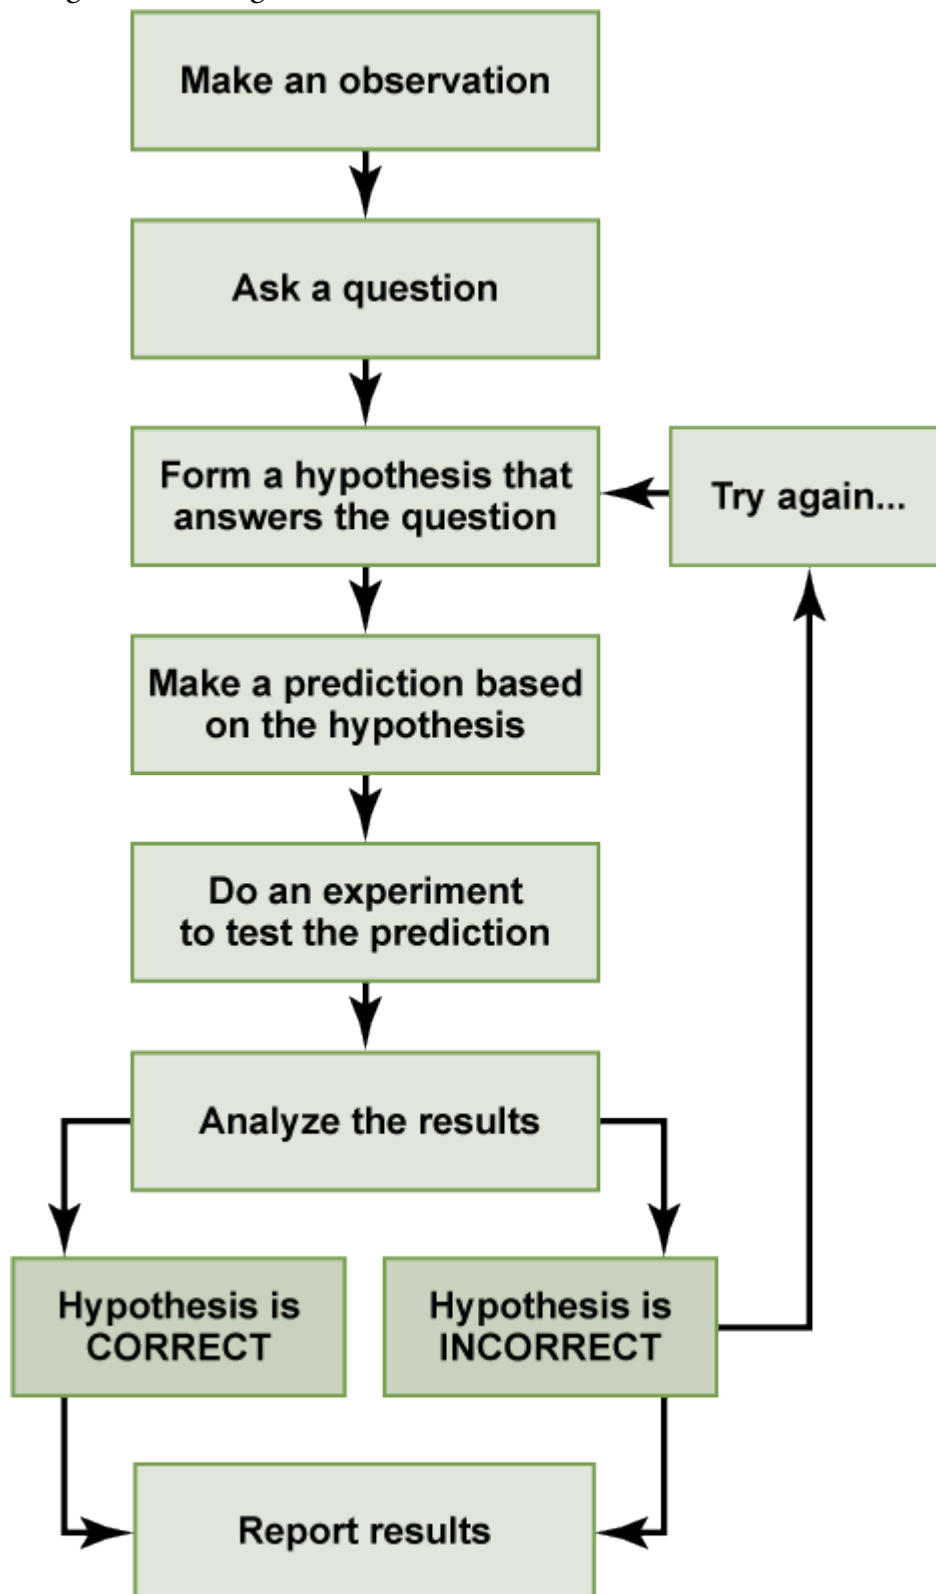 Make an observation
Ask a question
Form a hypothesis that
answers the question
Try again...
Make a prediction based
on the hypothesis
Do an experiment
to test the prediction
Analyze the results
Hypothesis is
CORRECT
Hypothesis is
INCORRECT
Report results